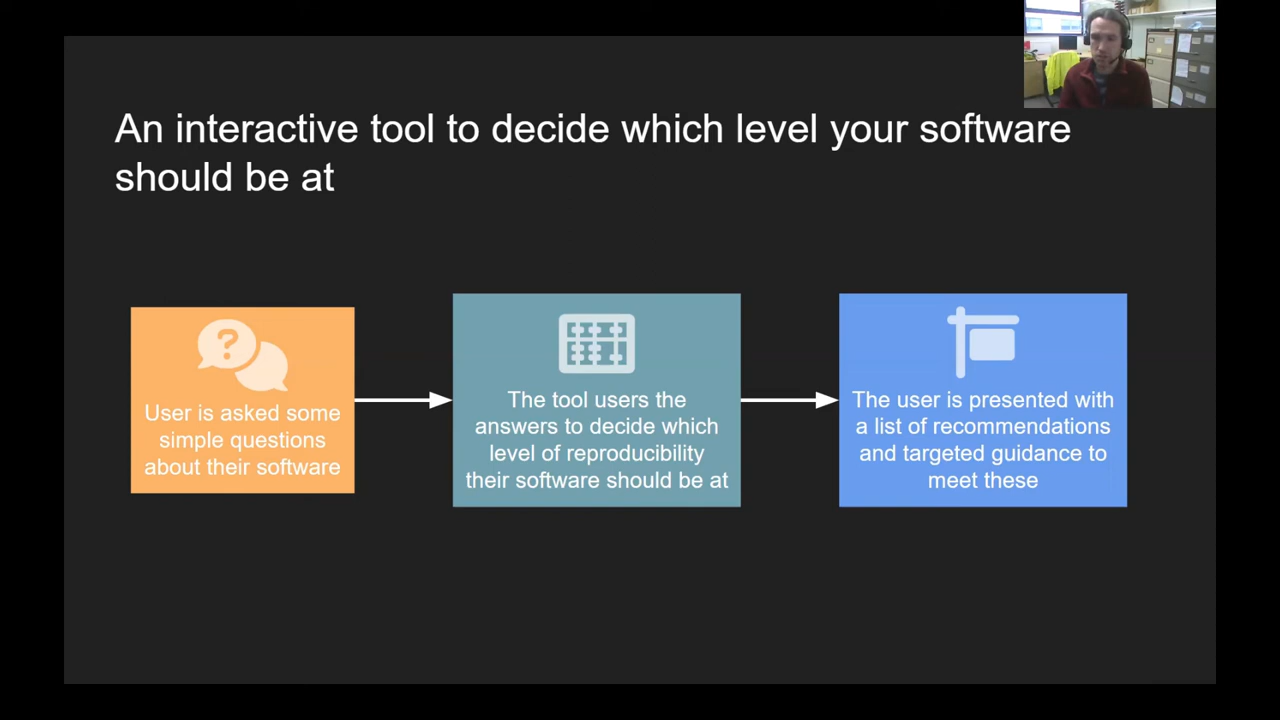 An interactive tool to decide which level your software
should be at
User is asked some
simple questions
about their software
The tool users the
answers to decide which
level of reproducibility
their software should be at
The user is presented with
a list of recommendations
and targeted guidance to
meet these